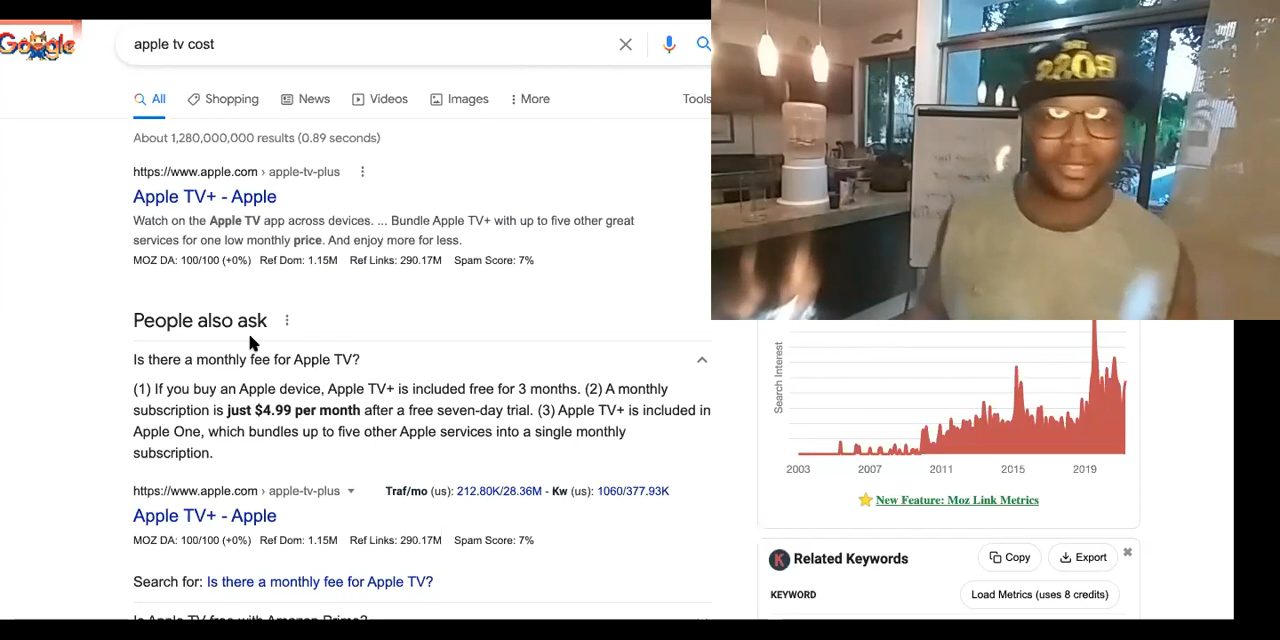 Google
apple tv cost
All
Shopping
News
Videos
Images
More
Tools
About 1,280,000,000 results (0.89 seconds)
https://www.apple.com › apple-tv-plus
Apple TV+ - Apple
Watch on the Apple TV app across devices. ... Bundle Apple TV+ with up to five other great
services for one low monthly price. And enjoy more for less.
MOZ DA: 100/100 (+0%) Ref Dom: 1.15M Ref Links: 290.17M Spam Score: 7%
People also ask
Is there a monthly fee for Apple TV?
(1) If you buy an Apple device, Apple TV+ is included free for 3 months. (2) A monthly
subscription is just $4.99 per month after a free seven-day trial. (3) Apple TV+ is included in
Apple One, which bundles up to five other Apple services into a single monthly
subscription.
https://www.apple.com › apple-tv-plus Traf/mo (us): 212.80K/28.36M - Kw (us): 1060/377.93K
Apple TV+ - Apple
MOZ DA: 100/100 (+0%) Ref Dom: 1.15M Ref Links: 290.17M Spam Score: 7%
Search for: Is there a monthly fee for Apple TV?
Is Apple TV free with Amazon Prime?
Search Interest
2003 2007 2011 2015 2019
New Feature: Moz Link Metrics
Related Keywords
Copy
Export
KEYWORD
Load Metrics (uses 8 credits)